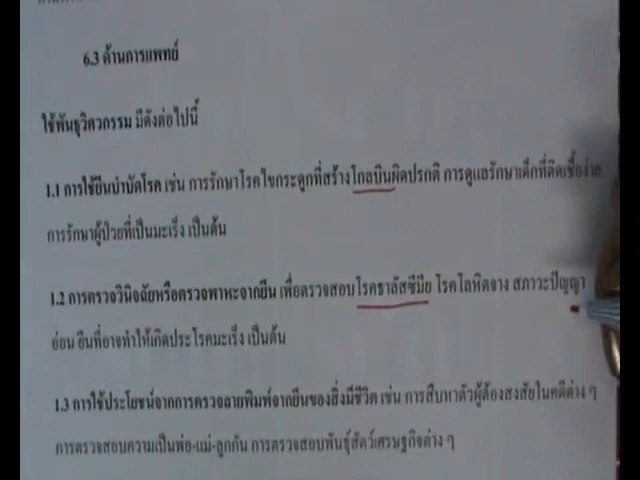 6.3 ด้านการแพทย์
ใช้พันธุวิศวกรรม มีดังต่อไปนี้
1.1 การใช้ยีนบำบัดโรค เช่น การรักษาโรคไขกระดูกที่สร้างโกลบินผิดปรกติ การดูแลรักษาเด็กที่ติดเชื้อง่าย
การรักษาผู้ป่วยที่เป็นมะเร็ง เป็นต้น
1.2 การตรวจวินิจฉัยหรือตรวจพาหะจากยีน เพื่อตรวจสอบโรคธาลัสซีมีย โรคโลหิตจาง สภาวะปัญญา
อ่อน ยีนที่อาจทำให้เกิดประโรคมะเร็ง เป็นต้น
1.3 การใช้ประโยชน์จากการตรวจลายพิมพ์จากยีนของสิ่งมีชีวิต เช่น การสืบหาตัวผู้ต้องสงสัยในคดีต่าง ๆ
การตรวจสอบความเป็นพ่อ-แม่-ลูกกัน การตรวจสอบพันธุ์สัตว์เศรษฐกิจต่าง ๆ